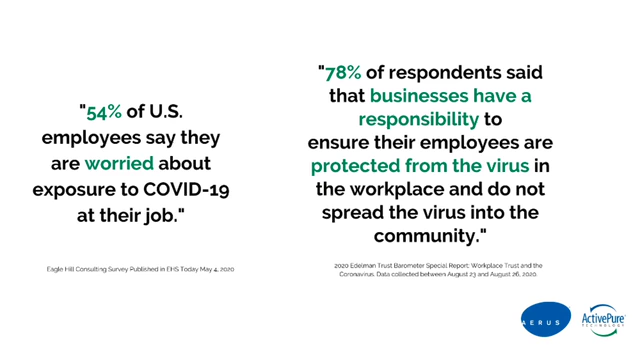 "54% of U.S.
employees say they
are worried about
exposure to COVID-19
at their job."
Eagle Hill Consulting Survey Published in EHS Today May 4, 2020
"78% of respondents said
that businesses have a
responsibility to
ensure their employees are
protected from the virus in
the workplace and do not
spread the virus into the
community."
2020 Edelman Trust Barometer Special Report: Workplace Trust and the
Coronavirus. Data collected between August 23 and August 26, 2020.
AERUS
ActivePure
TECHNOLOGY